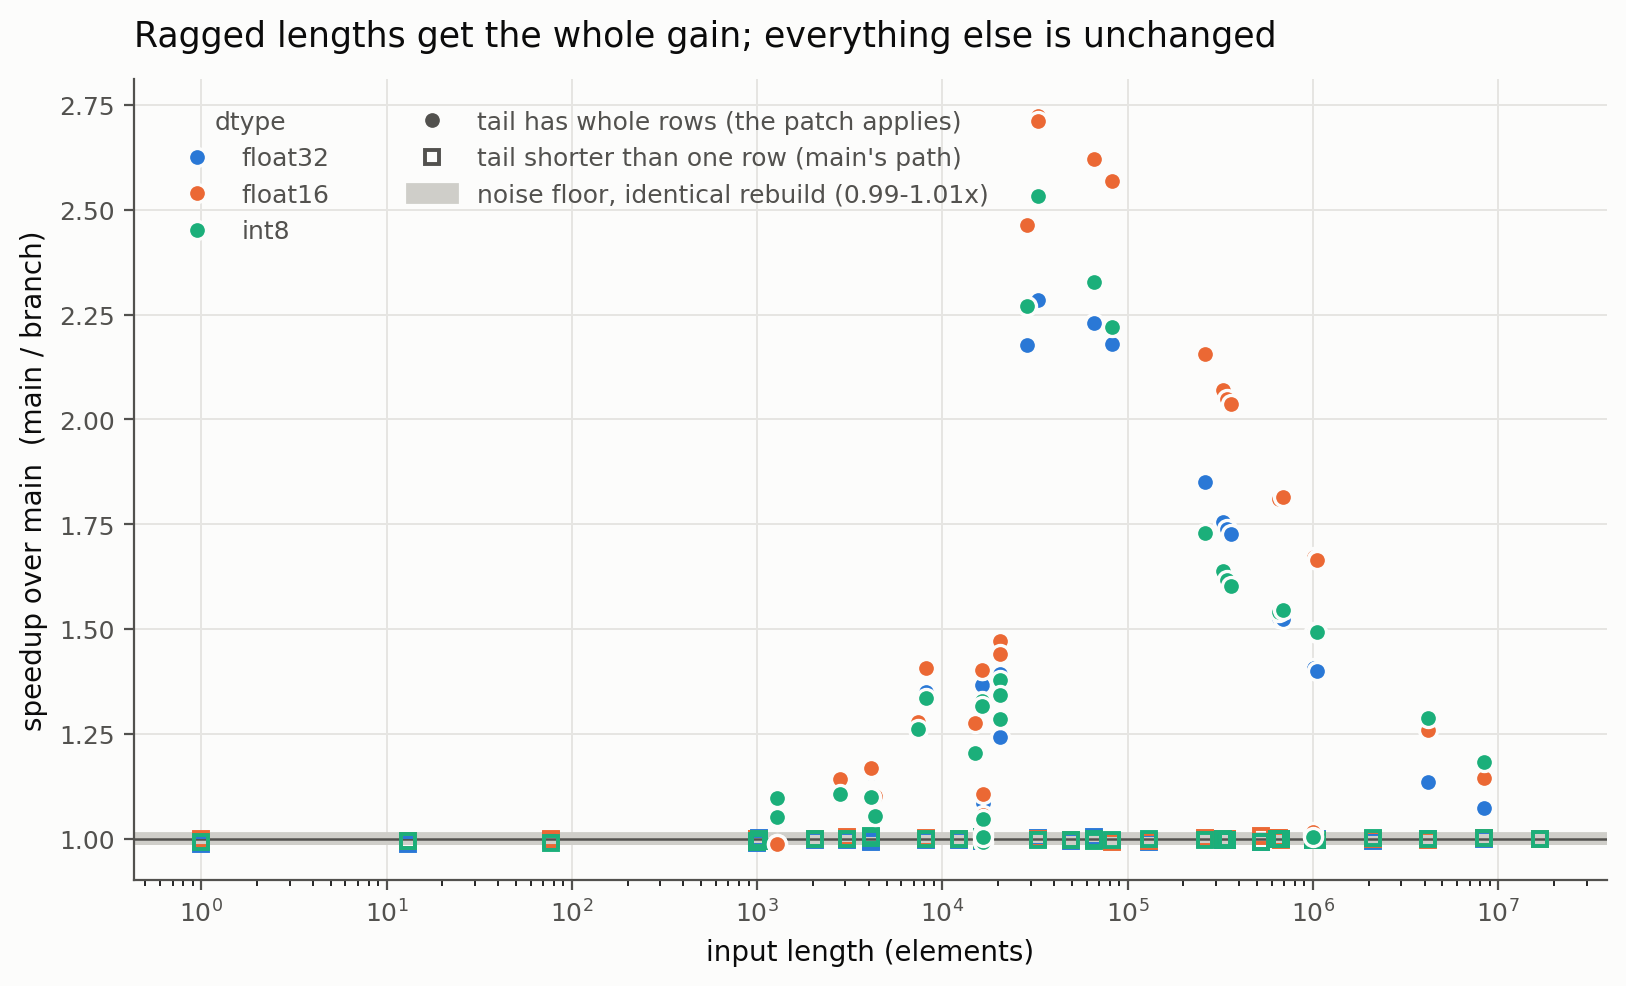 Ragged lengths get the whole gain; everything else is unchanged
speedup over main (main / branch)
2.75
2.50
2.25
2.00
1.75
1.50
1.25
1.00
dtype
float32
float16
int8
tail has whole rows (the patch applies)
tail shorter than one row (main's path)
noise floor, identical rebuild (0.99-1.01x)
10⁰ 10¹ 10² 10³ 10⁴ 10⁵ 10⁶ 10⁷
input length (elements)